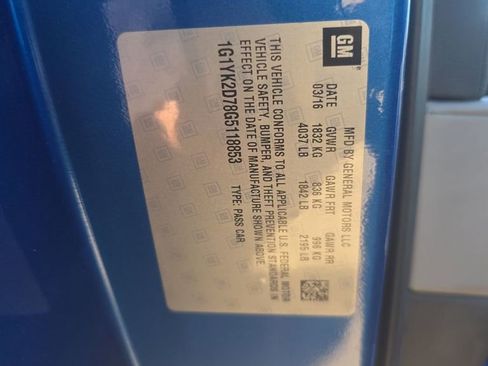 GM
MFD BY GENERAL MOTORS LLC
DATE GVWR GAWR FRT GAWR RR
03/16 1832 KG 836 KG 996 KG
4037 LB 1842 LB 2195 LB
THIS VEHICLE CONFORMS TO ALL APPLICABLE U.S. FEDERAL MOTOR
VEHICLE SAFETY, BUMPER, AND THEFT PREVENTION STANDARDS IN
EFFECT ON THE DATE OF MANUFACTURE SHOWN ABOVE.
1G1YK2D78G5118853 TYPE: PASS CAR